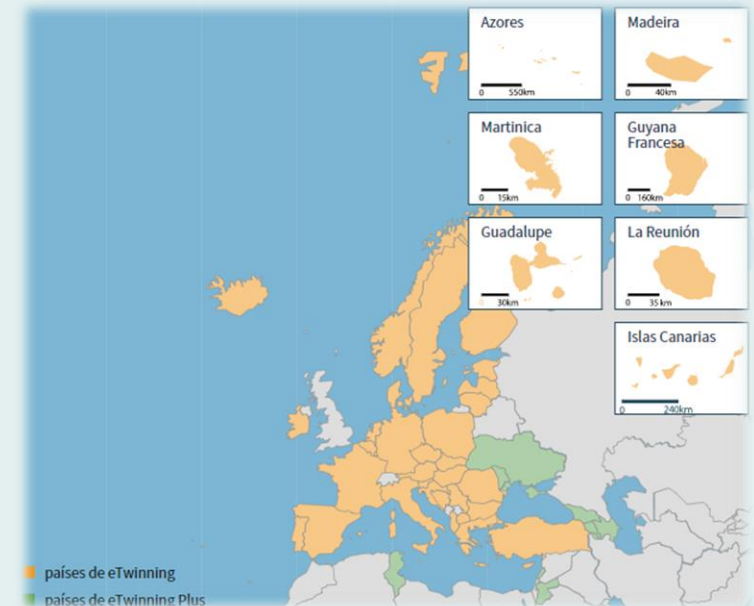 Azores
0 550km
Madeira
0 40km
Martinica
0 15km
Guyana
Francesa
0 160km
Guadalupe
0 30km
La Reunión
0 35 km
Islas Canarias
0 240km
países de eTwinning
países de eTwinning Plus